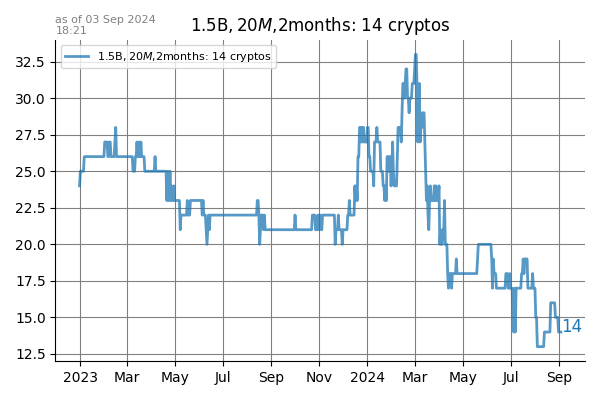 as of 03 Sep 2024
18:21
1.5B, 20M,2months: 14 cryptos
1.5B, 20M,2months: 14 cryptos
32.5
30.0
27.5
25.0
22.5
20.0
17.5
15.0
12.5
14
2023 Mar May Jul Sep Nov 2024 Mar May Jul Sep